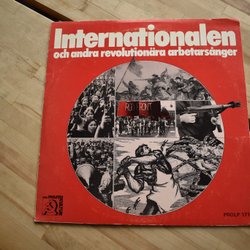 Internationalen
och andra revolutionära arbetarsånger